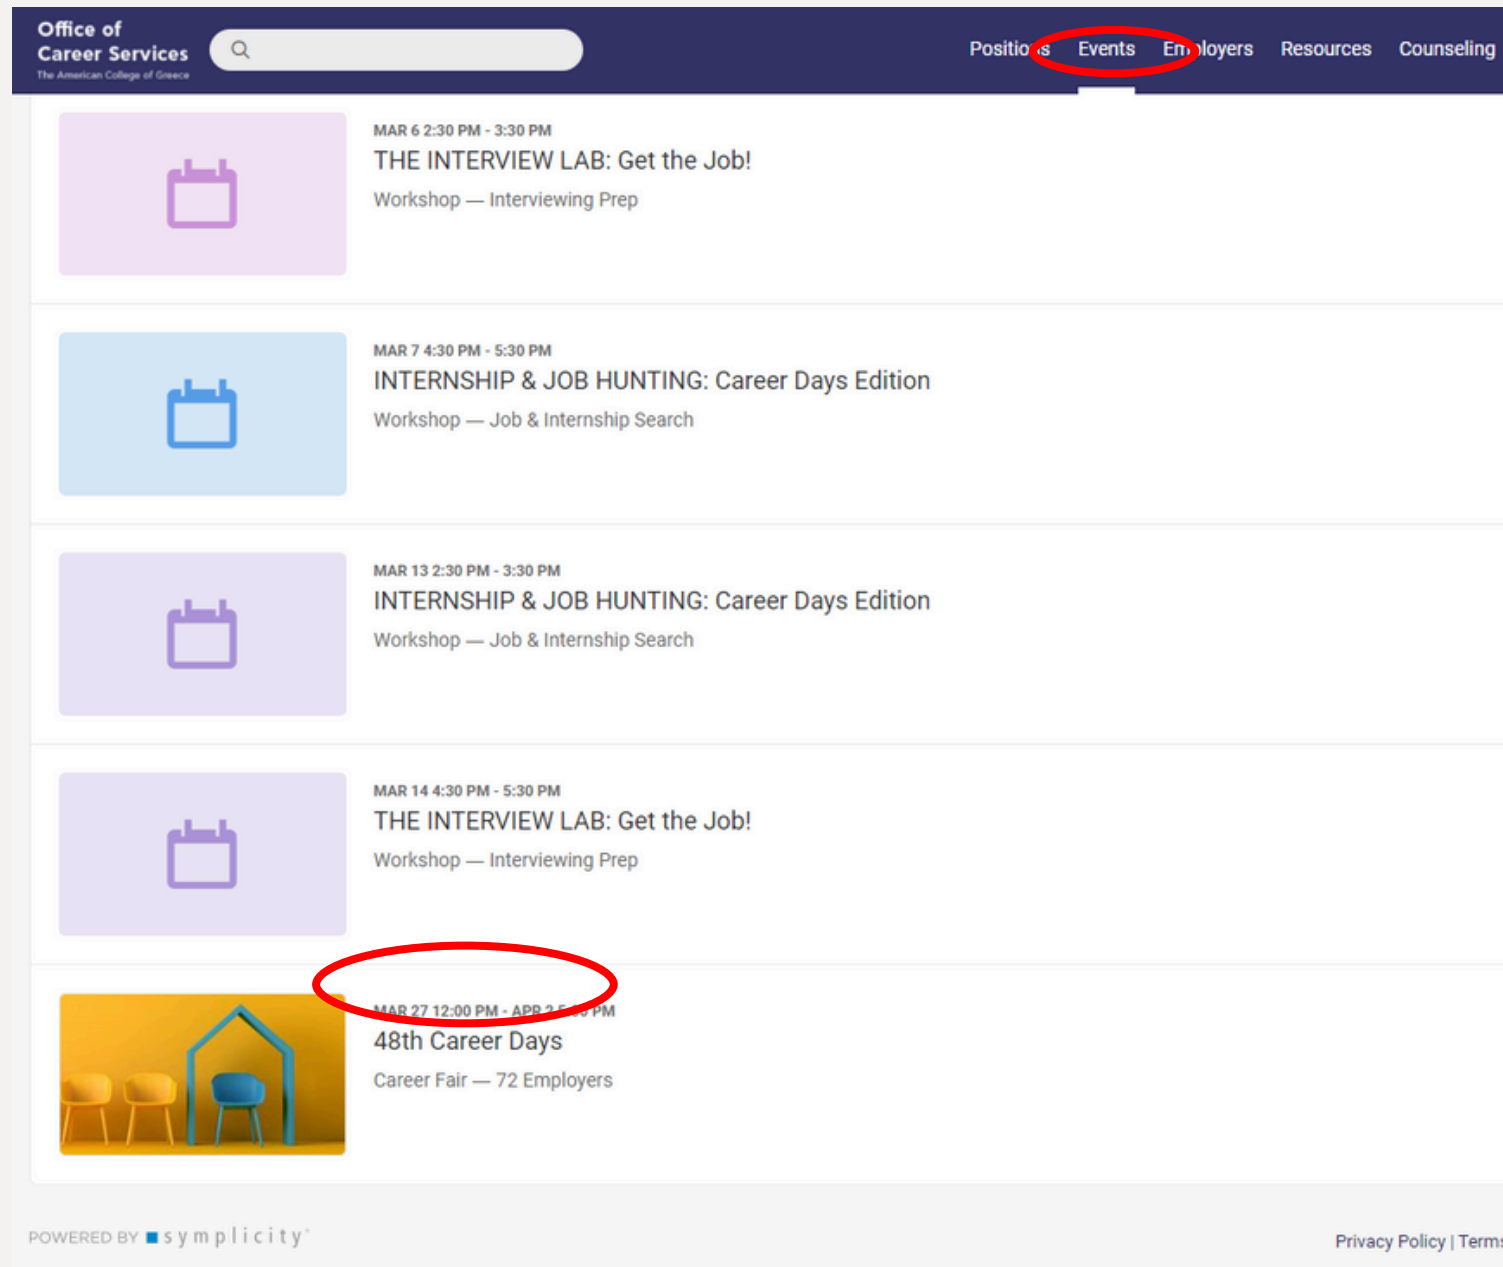 Office of
Career Services
The American College of Greece
Positions Events Employers Resources Counseling
MAR 6 2:30 PM - 3:30 PM
THE INTERVIEW LAB: Get the Job!
Workshop — Interviewing Prep
MAR 7 4:30 PM - 5:30 PM
INTERNSHIP & JOB HUNTING: Career Days Edition
Workshop — Job & Internship Search
MAR 13 2:30 PM - 3:30 PM
INTERNSHIP & JOB HUNTING: Career Days Edition
Workshop — Job & Internship Search
MAR 14 4:30 PM - 5:30 PM
THE INTERVIEW LAB: Get the Job!
Workshop — Interviewing Prep
MAR 27 12:00 PM - APR 2 PM
48th Career Days
Career Fair — 72 Employers
POWERED BY symplicity
Privacy Policy | Terms